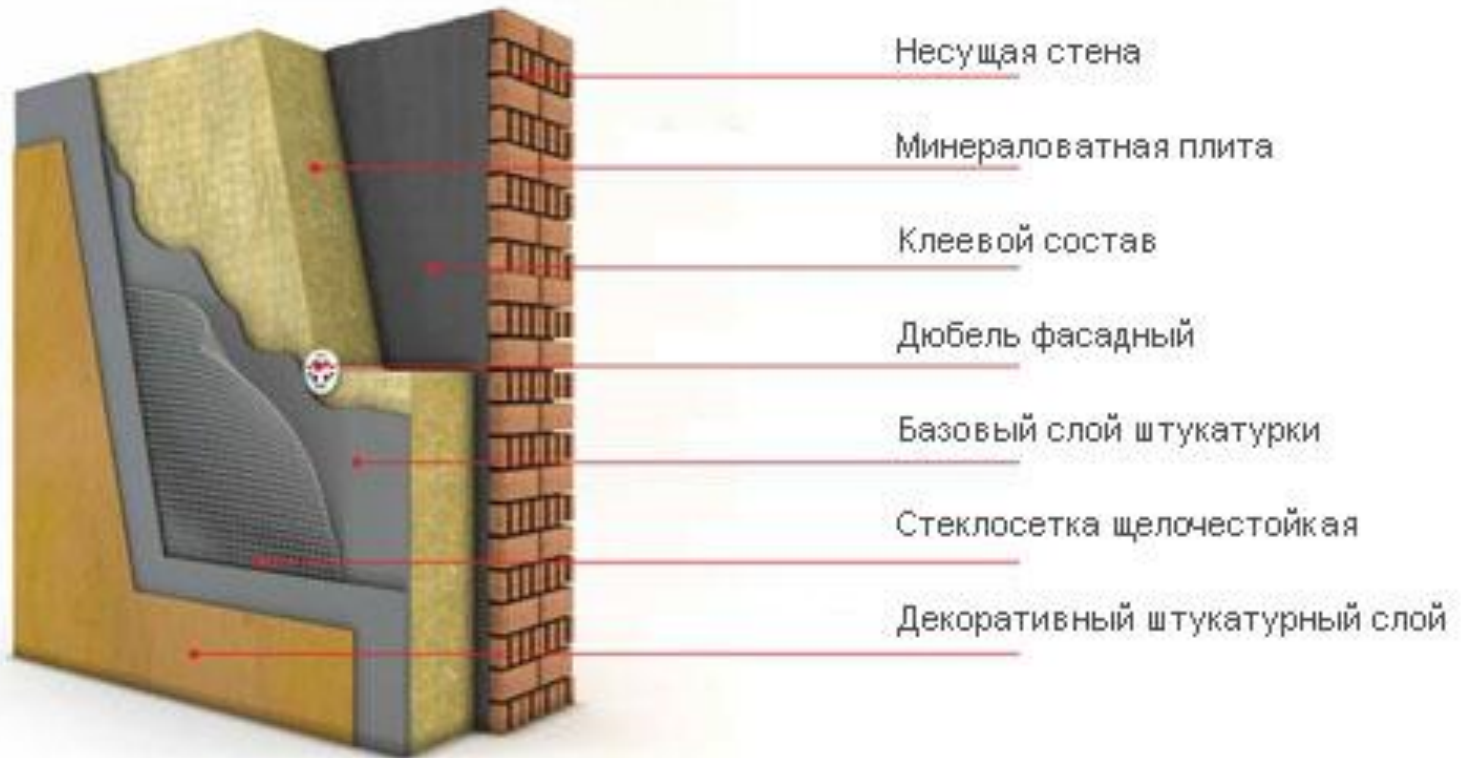 Несущая стена
Минераловатная плита
Клеевой состав
Дюбель фасадный
Базовый слой штукатурки
Стеклосетка щелочестойкая
Декоративный штукатурный слой